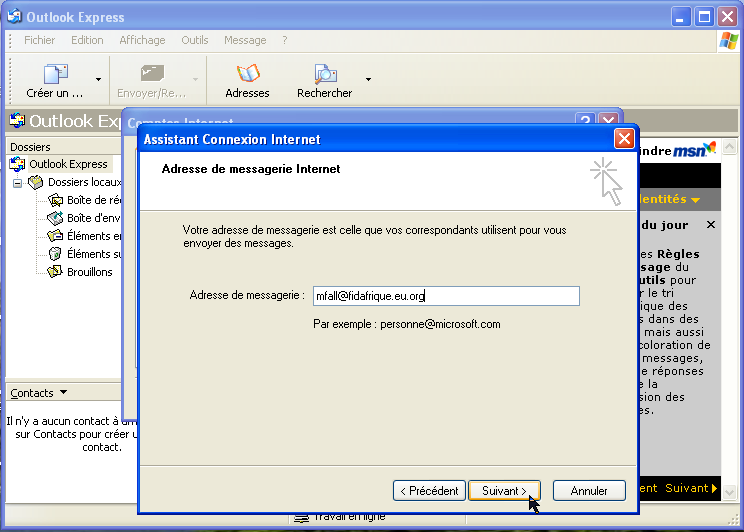 Outlook Express
Fichier Edition Affichage Outils Message ?
Créer un ... Envoyer/Re... Adresses Rechercher
Outlook Exp
Comptes Internet
Assistant Connexion Internet
Adresse de messagerie Internet
Votre adresse de messagerie est celle que vos correspondants utilisent pour vous
envoyer des messages.
Adresse de messagerie : mfall@fidafrique.eu.org
Par exemple : personne@microsoft.com
< Précédent Suivant > Annuler
Dossiers
Outlook Express
Dossiers locaux
Boîte de ré
Boîte d'env
Éléments en
Éléments su
Brouillons
Contacts
Il n'y a aucun contact à
sur Contacts pour créer u
contact.
indre msn
entités
du jour
es Règles
sage du
utils pour
r le tri
ique des
s dans des
mais aussi
coloration de
messages,
e réponses
e la
sion des
es.
ent Suivant
Travail en ligne